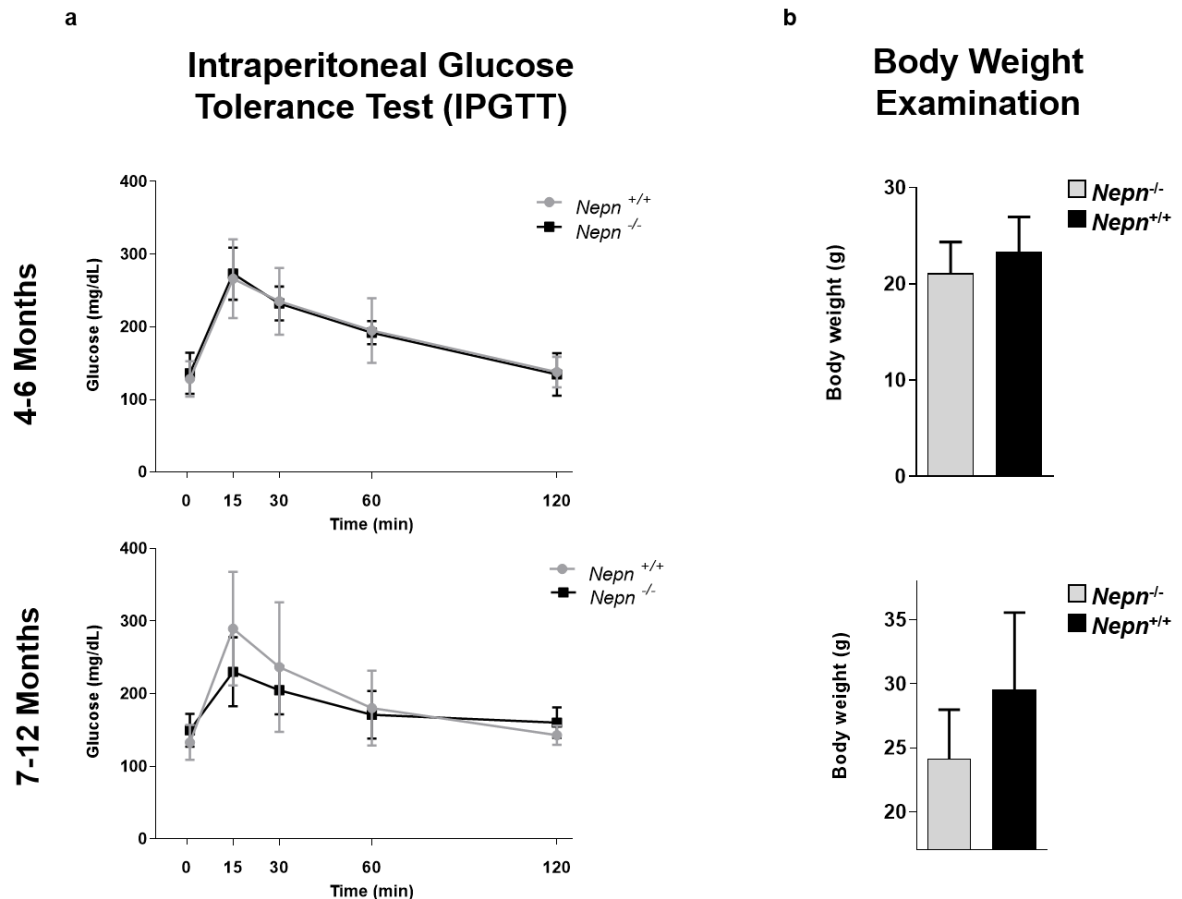 a
Intraperitoneal Glucose
Tolerance Test (IPGTT)
b
Body Weight
Examination
4-6 Months
400
300
200
100
0
Glucose (mg/dL)
0 15 30 60 120
Time (min)
Nepn +/+
Nepn -/-
30
20
10
0
Body weight (g)
Nepn-/-
Nepn+/+
7-12 Months
400
300
200
100
0
Glucose (mg/dL)
0 15 30 60 120
Time (min)
Nepn +/+
Nepn -/-
35
30
25
20
Body weight (g)
Nepn-/-
Nepn+/+